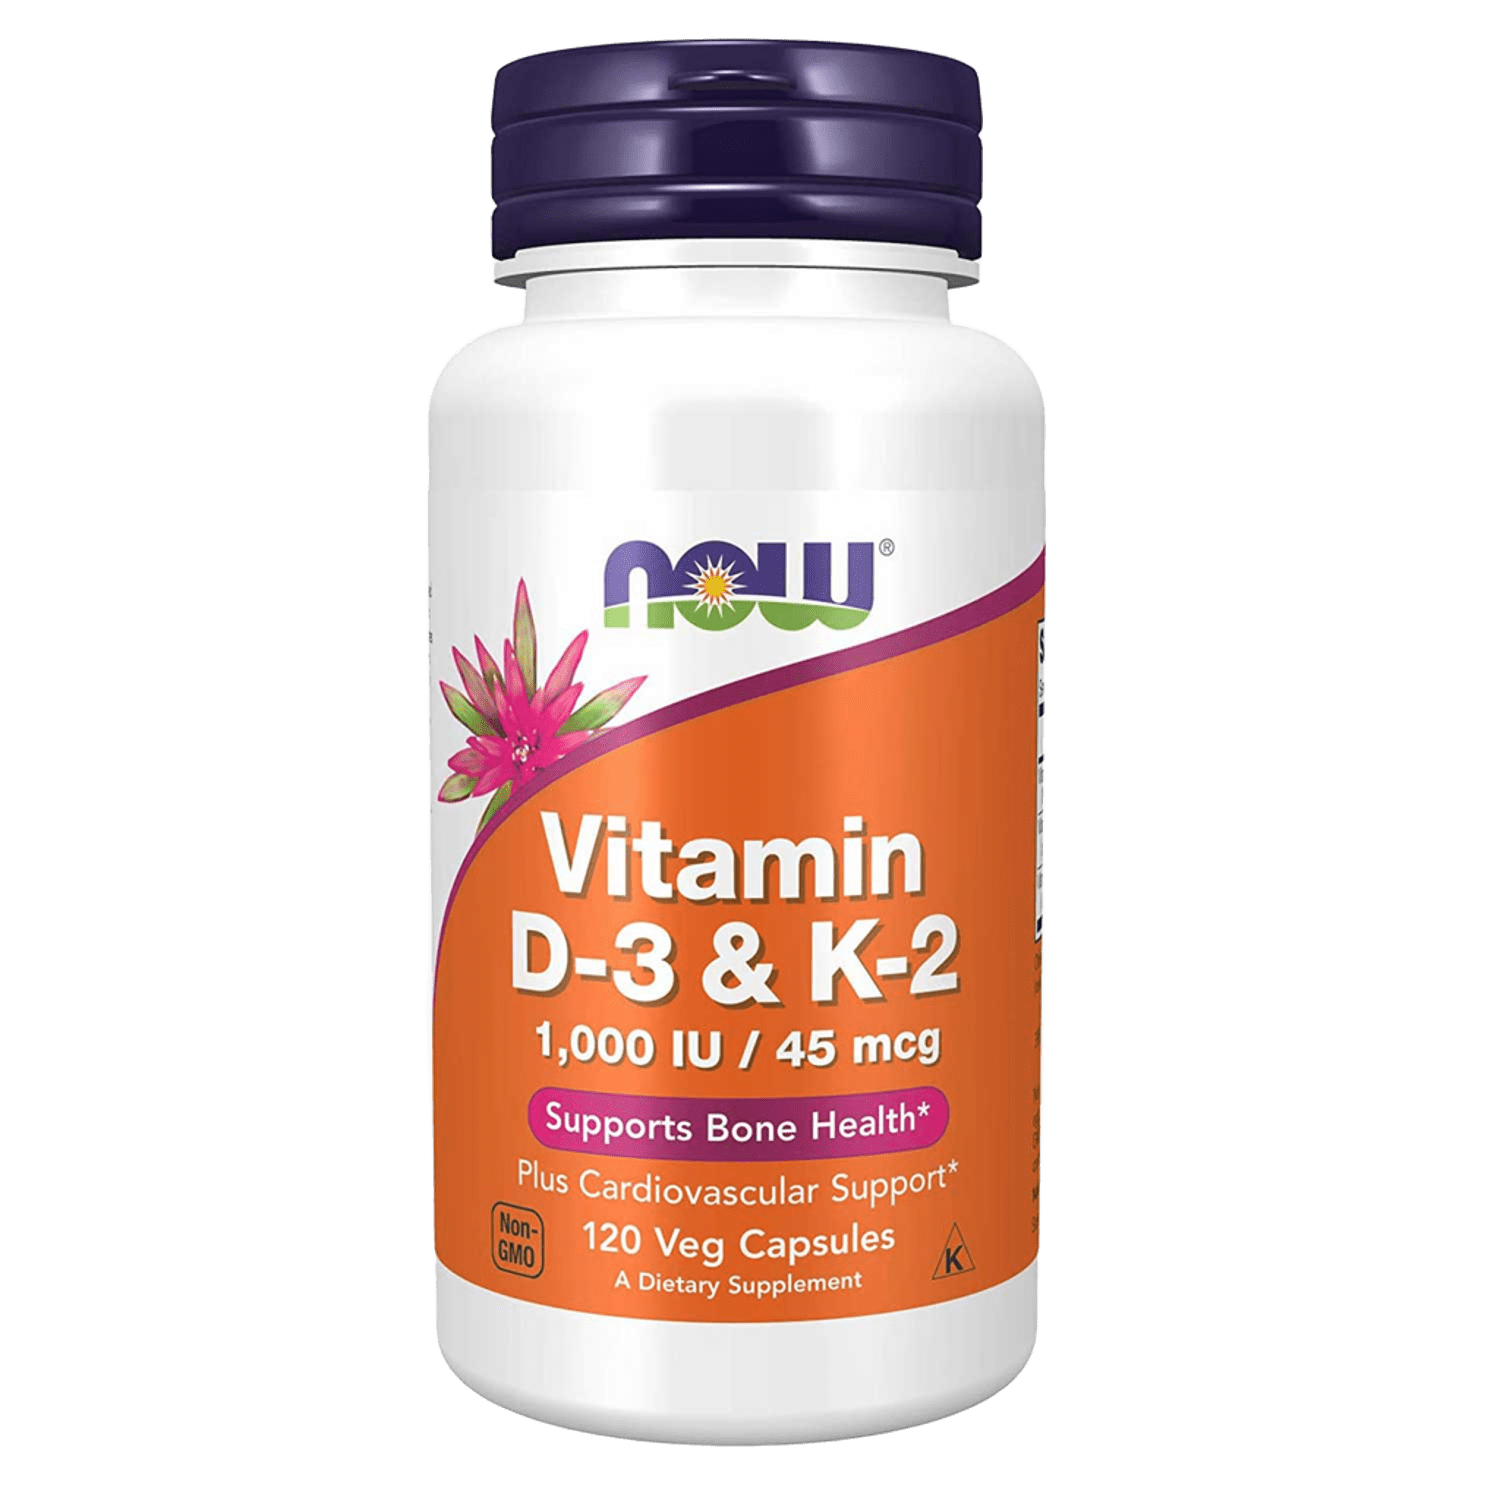 NOW®
Vitamin
D-3 & K-2
1,000 IU / 45 mcg
Supports Bone Health*
Plus Cardiovascular Support*
120 Veg Capsules
A Dietary Supplement
Non-
GMO
K